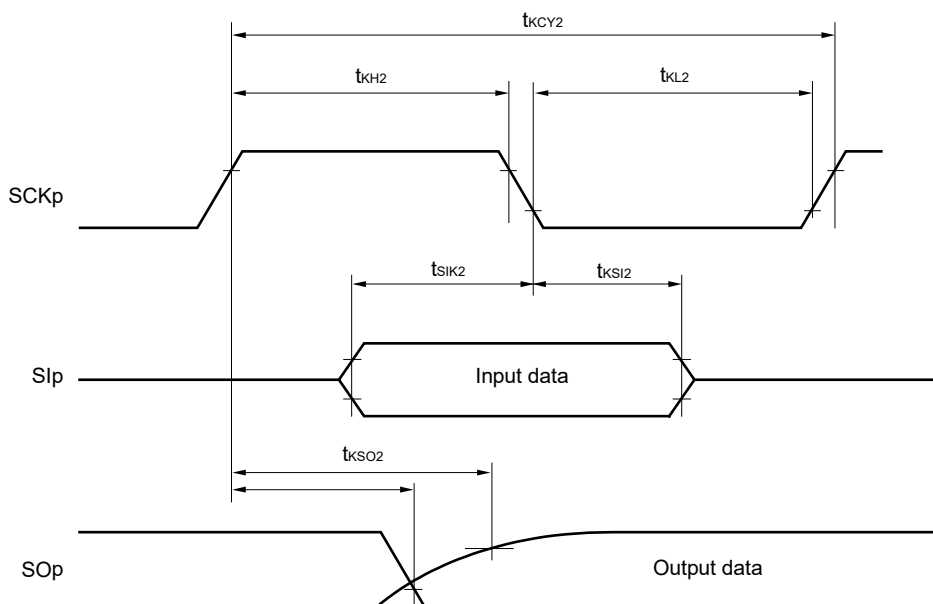 tKCY2
tKH2
tKL2
SCKp
tSIK2
tKSI2
SIp
Input data
tKSO2
SOp
Output data